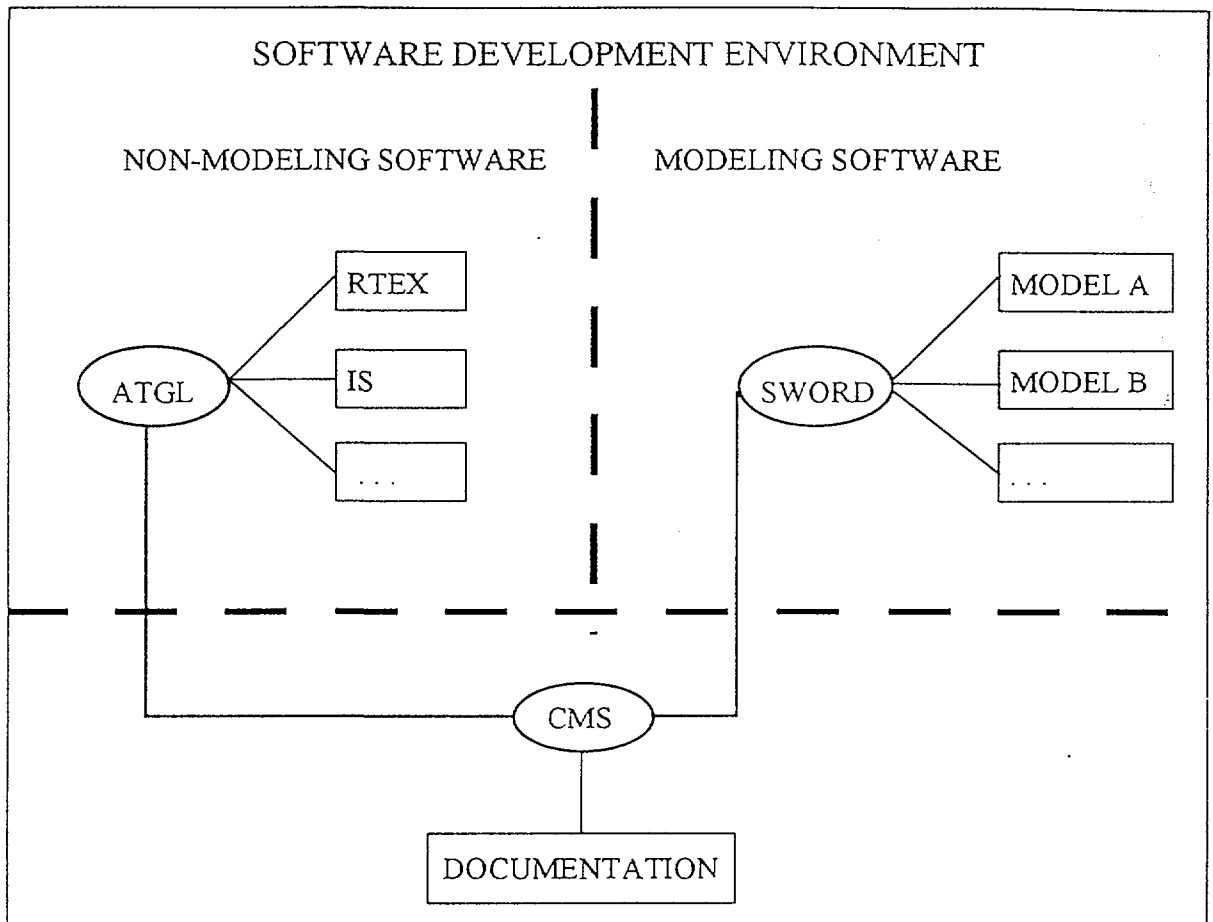 SOFTWARE DEVELOPMENT ENVIRONMENT
NON-MODELING SOFTWARE
MODELING SOFTWARE
RTEX
ATGL
IS
. . .
MODEL A
SWORD
MODEL B
. . .
CMS
DOCUMENTATION